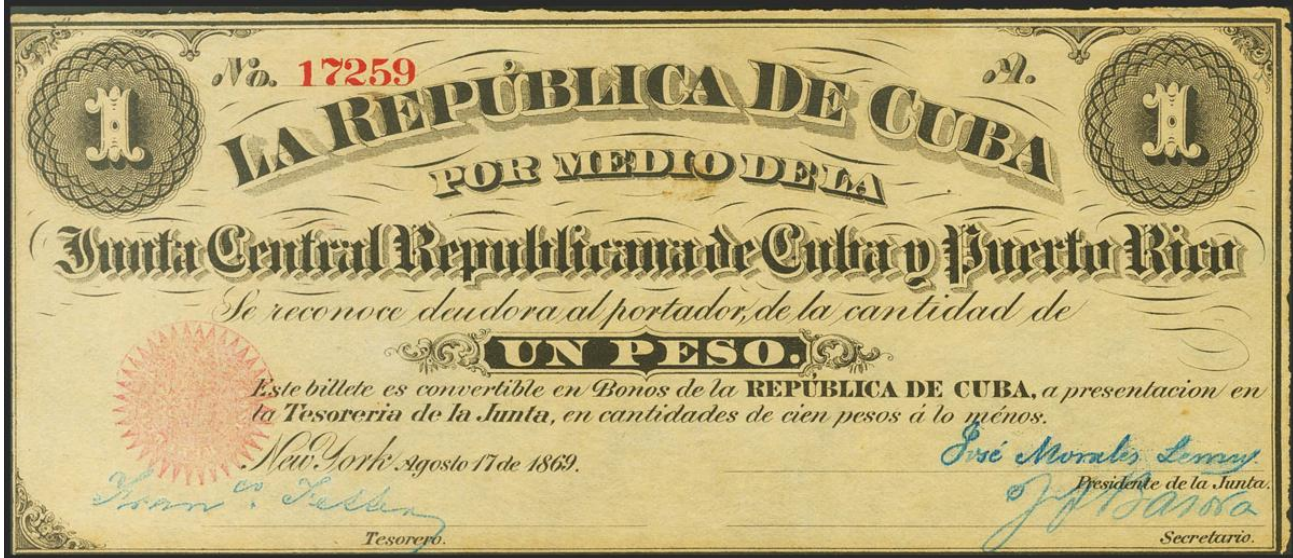 1 No. 17259 A. 1
LA REPÚBLICA DE CUBA
POR MEDIO DE LA
Junta Central Republicana de Cuba y Puerto Rico
Se reconoce deudora al portador, de la cantidad de
UN PESO.
Este billete es convertible en Bonos de la REPÚBLICA DE CUBA, a presentacion en
la Tesoreria de la Junta, en cantidades de cien pesos á lo ménos.
New York Agosto 17 de 1869.
José Morales Lemus.
Presidente de la Junta.
Franco. Fesser
Tesorero.
Secretario.